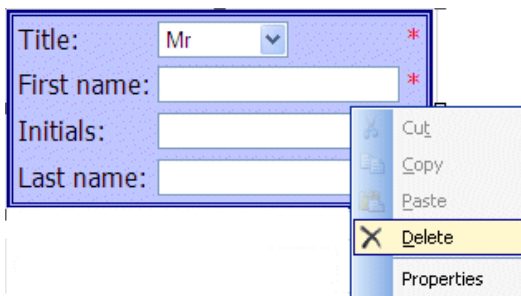 Title: Mr *
First name: *
Initials:
Last name:
Cut
Copy
Paste
Delete
Properties